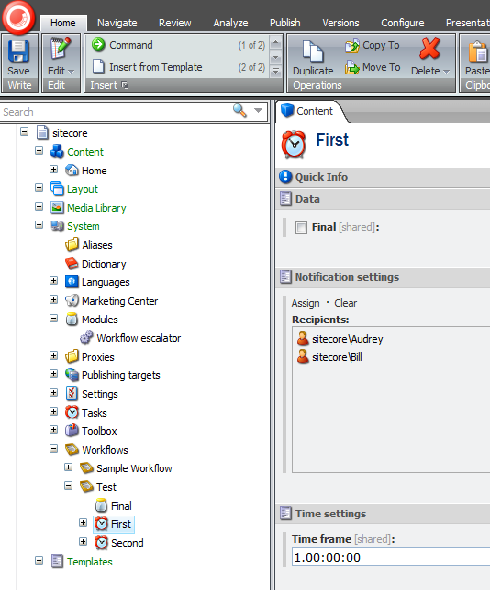 Home Navigate Review Analyze Publish Versions Configure Presentat
Save
Write
Edit
Edit
Command (1 of 2)
Insert from Template (2 of 2)
Insert
Duplicate
Copy To
Move To
Delete
Operations
Paste
Clipbo
Search
sitecore
Content
Home
Layout
Media Library
System
Aliases
Dictionary
Languages
Marketing Center
Modules
Workflow escalator
Proxies
Publishing targets
Settings
Tasks
Toolbox
Workflows
Sample Workflow
Test
Final
First
Second
Templates
Content
First
Quick Info
Data
Final [shared]:
Notification settings
Assign · Clear
Recipients:
sitecore\Audrey
sitecore\Bill
Time settings
Time frame [shared]:
1.00:00:00